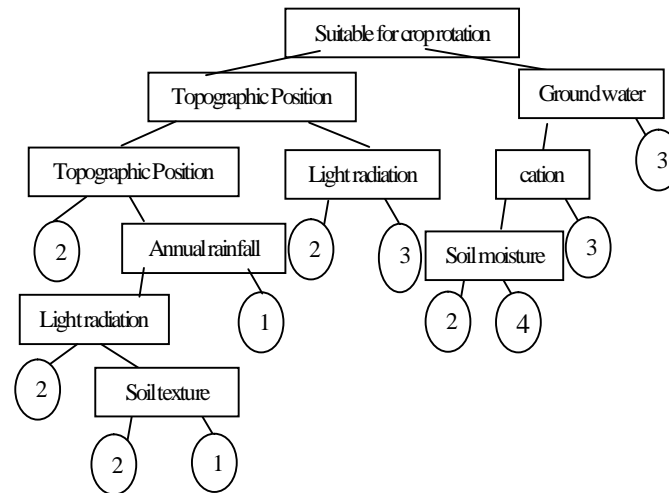 Suitable for crop rotation
Topographic Position
Ground water
Topographic Position
Light radiation
cation
3
2
Annual rainfall
2
3
Soil moisture
3
Light radiation
1
2
4
2
Soil texture
2
1